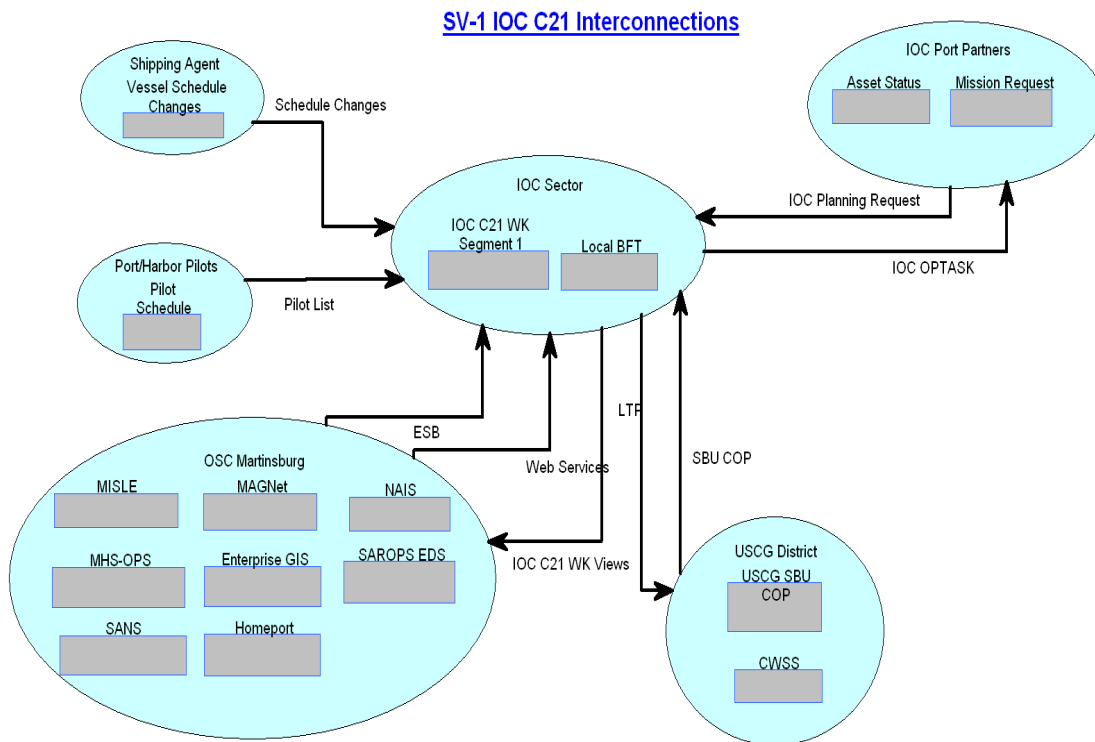 SV-1 IOC C21 Interconnections
Shipping Agent
Vessel Schedule
Changes
Schedule Changes
IOC Port Partners
Asset Status
Mission Request
IOC Sector
IOC C21 WK
Segment 1
Local BFT
IOC Planning Request
IOC OPTASK
Port/Harbor Pilots
Pilot
Schedule
Pilot List
ESB
Web Services
LTP
SBU COP
IOC C21 WK Views
OSC Martinsburg
MISLE
MAGNet
NAIS
MHS-OPS
Enterprise GIS
SAROPS EDS
SANS
Homeport
USCG District
USCG SBU
COP
CWSS